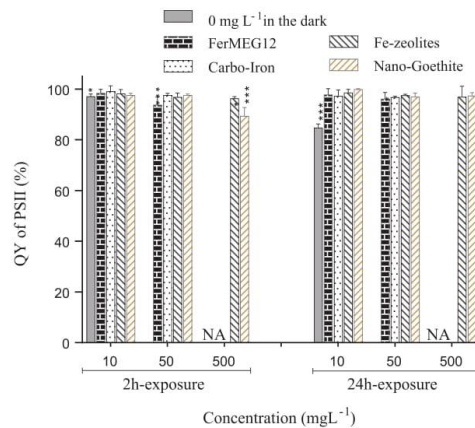 0 mg L-1 in the dark
FerMEG12
Fe-zeolites
Carbo-Iron
Nano-Goethite
QY of PSII (%)
100
80
60
40
20
0
*
***
***
***
NA
NA
10
50
500
10
50
500
2h-exposure
24h-exposure
Concentration (mgL-1)